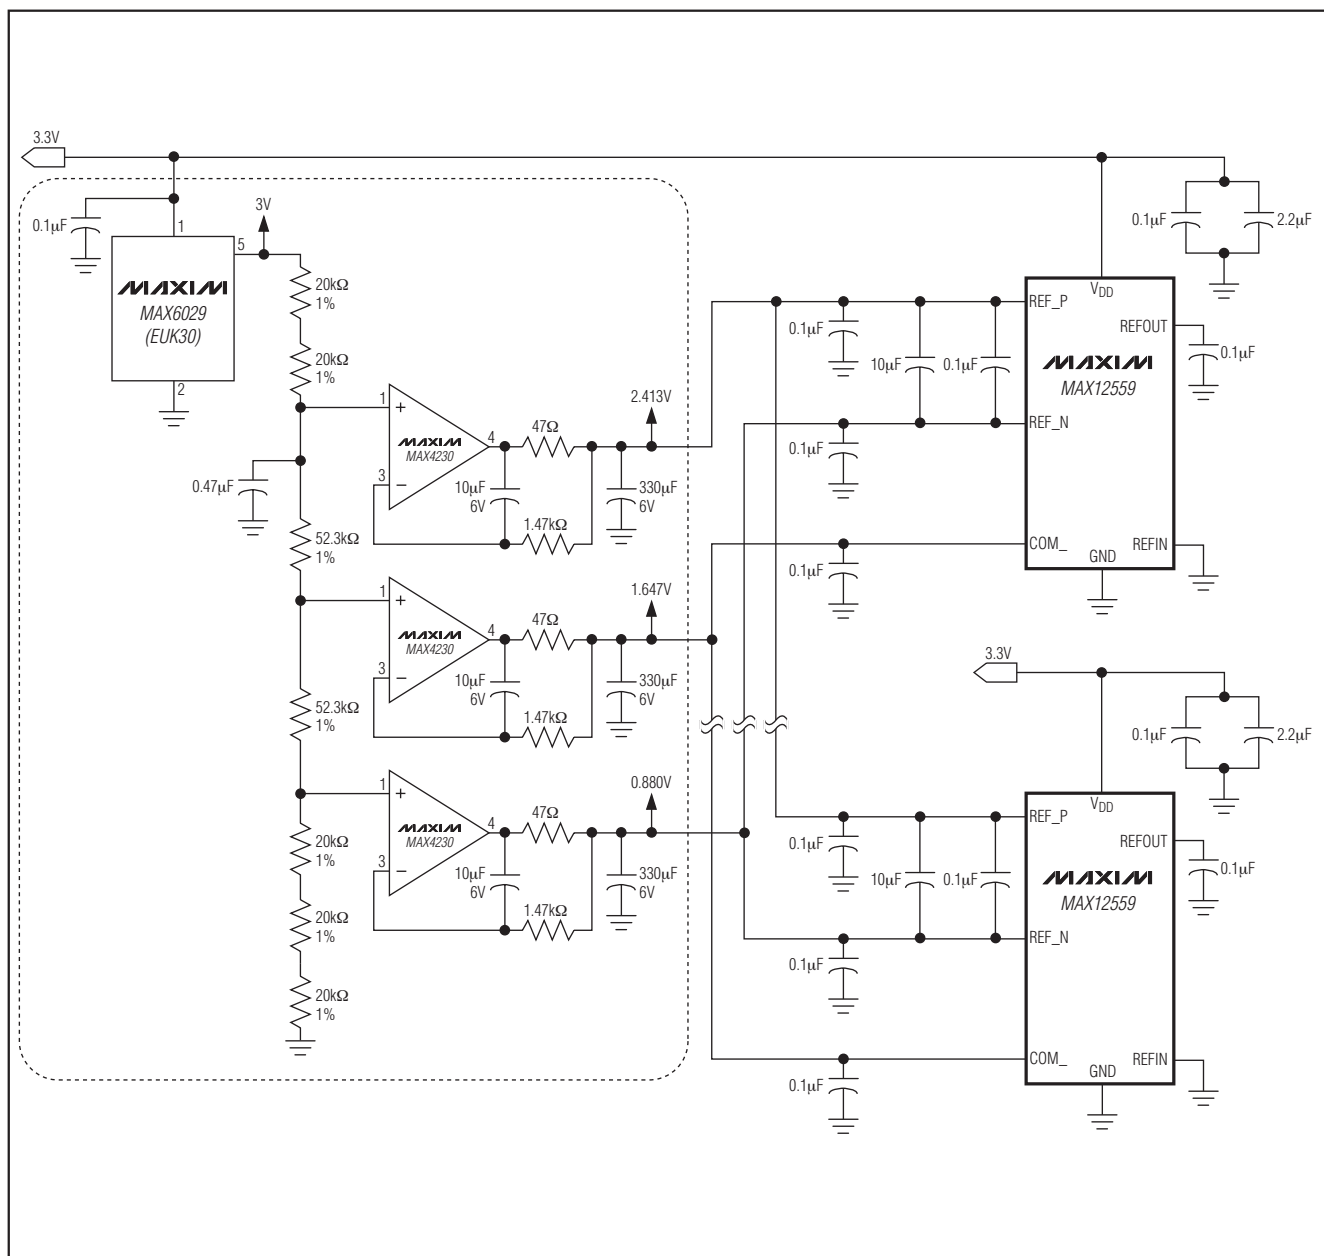 3.3V
3V
0.1μF
1
5
MAXIM
MAX6029
(EUK30)
2
20kΩ
1%
20kΩ
1%
0.47μF
52.3kΩ
1%
52.3kΩ
1%
20kΩ
1%
20kΩ
1%
20kΩ
1%
1
+
MAXIM
MAX4230
3
−
4
47Ω
10μF
6V
1.47kΩ
2.413V
330μF
6V
1
+
MAXIM
MAX4230
3
−
4
47Ω
10μF
6V
1.47kΩ
1.647V
330μF
6V
1
+
MAXIM
MAX4230
3
−
4
47Ω
10μF
6V
1.47kΩ
0.880V
330μF
6V
0.1μF
2.2μF
0.1μF
10μF
0.1μF
0.1μF
0.1μF
VDD
REF_P
REFOUT
0.1μF
MAXIM
MAX12559
REF_N
COM_
REFIN
GND
3.3V
0.1μF
2.2μF
0.1μF
10μF
0.1μF
0.1μF
0.1μF
VDD
REF_P
REFOUT
0.1μF
MAXIM
MAX12559
REF_N
COM_
REFIN
GND